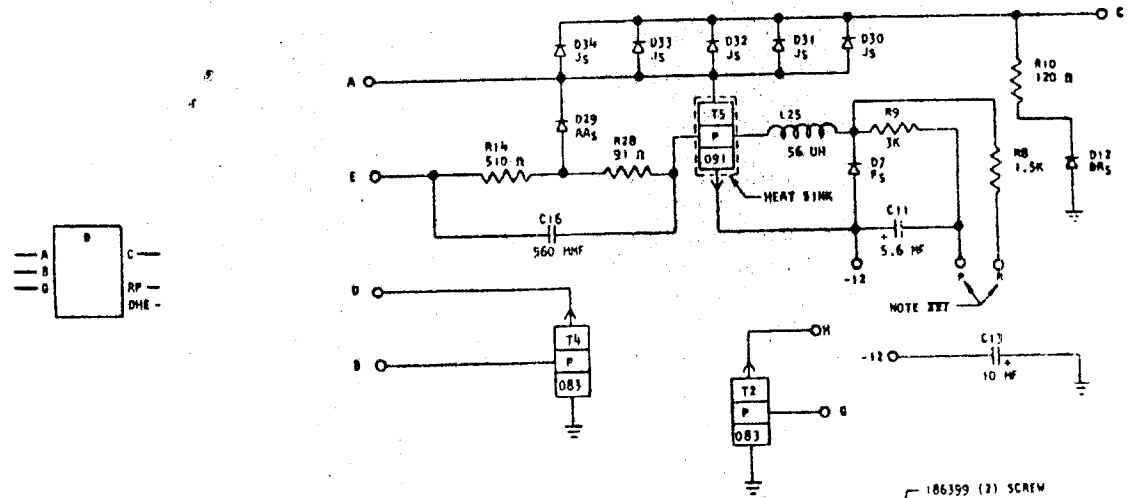 D34
JS
D33
JS
D32
JS
D31
JS
D30
JS
C
A
R10
120 Ω
D29
AAS
T5
P
091
L25
56 UH
R9
3K
R14
510 Ω
R28
91 Ω
D7
FS
R8
1.5K
D12
BRS
E
HEAT SINK
C16
560 MMF
C11
+
5.6 MF
-12
P
R
NOTE XXI
A
B
G
D
C
RP
DHE
D
T4
P
083
B
H
T2
P
083
G
-12
C13
+
10 MF
186399 (2) SCREW